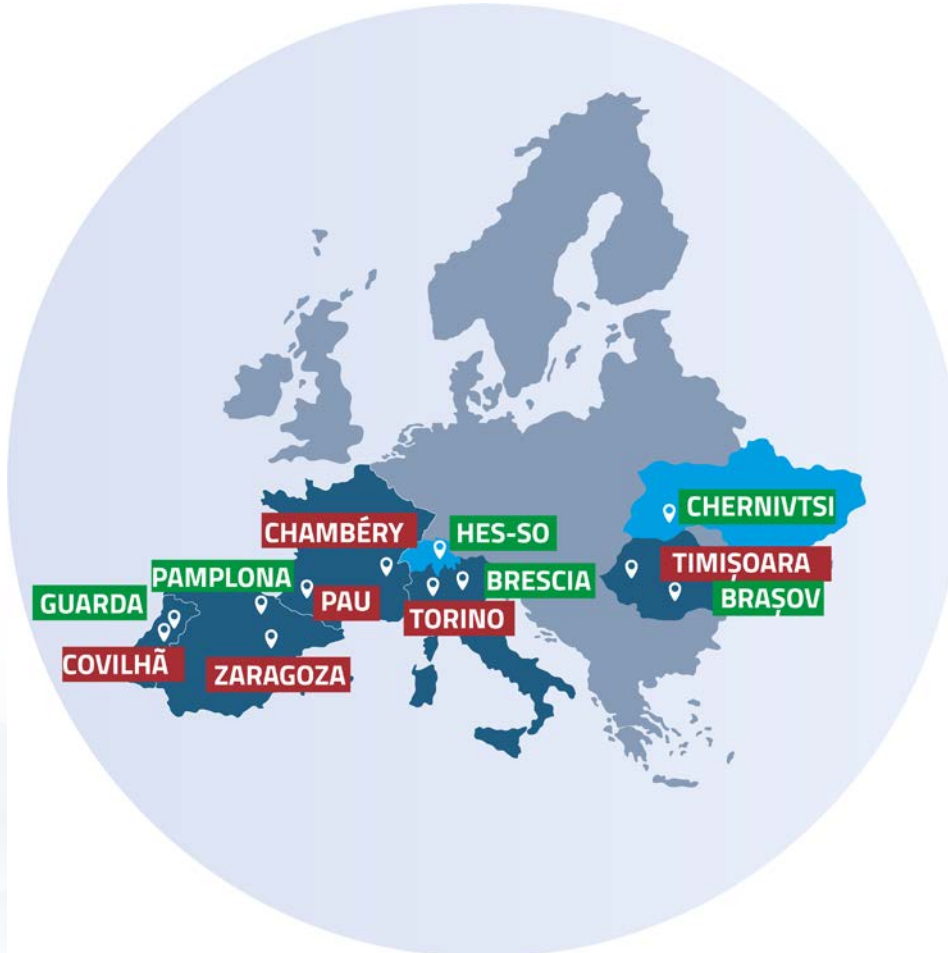 CHERNIVTSI
CHAMBÉRY
HES-SO
TIMIȘOARA
PAMPLONA
BRESCIA
GUARDA
PAU
BRAȘOV
TORINO
COVILHÃ
ZARAGOZA